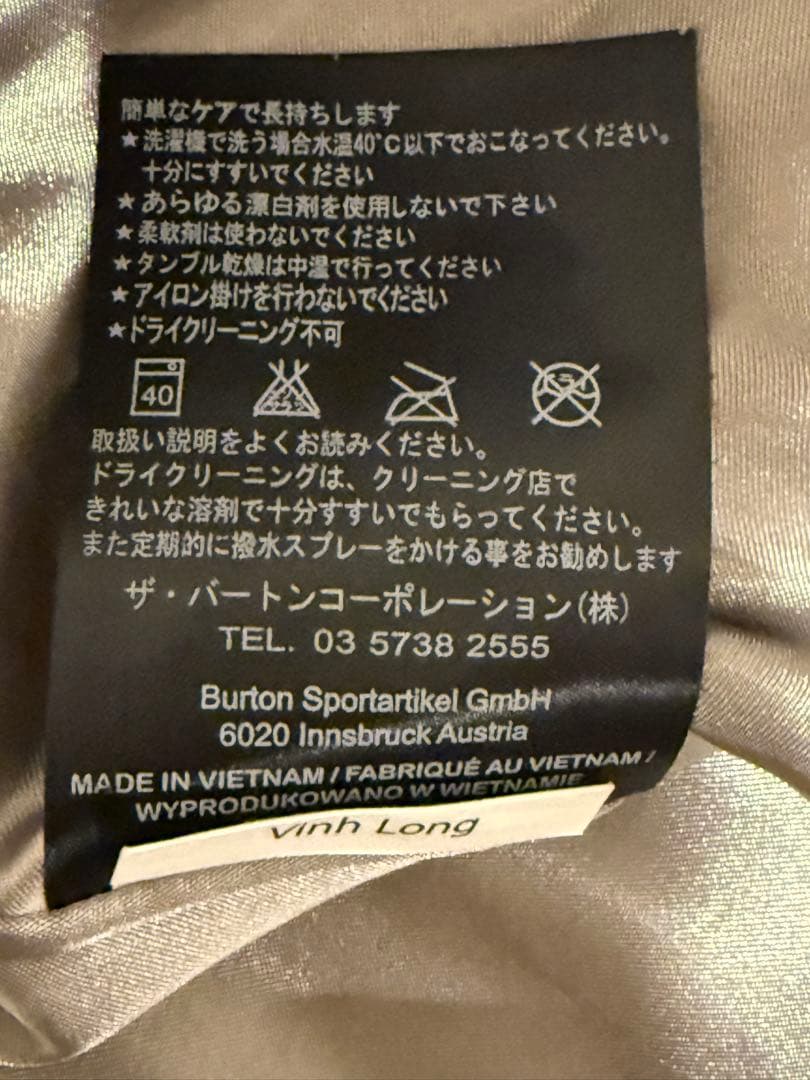 簡単なケアで長持ちします
★洗濯機で洗う場合水温40°C以下でおこなってください。
十分にすすいでください
★あらゆる漂白剤を使用しないで下さい
★柔軟剤は使わないでください
★タンブル乾燥は中温で行ってください
★アイロン掛けを行わないでください
★ドライクリーニング不可
40 エンソサラシ ドライ
取扱い説明をよくお読みください。
ドライクリーニングは、クリーニング店で
きれいな溶剤で十分すすいでもらってください。
また定期的に撥水スプレーをかける事をお勧めします
ザ・バートンコーポレーション(株)
TEL. 03 5738 2555
Burton Sportartikel GmbH
6020 Innsbruck Austria
MADE IN VIETNAM / FABRIQUÉ AU VIETNAM /
WYPRODUKOWANO W WIETNAMIE
Vinh Long